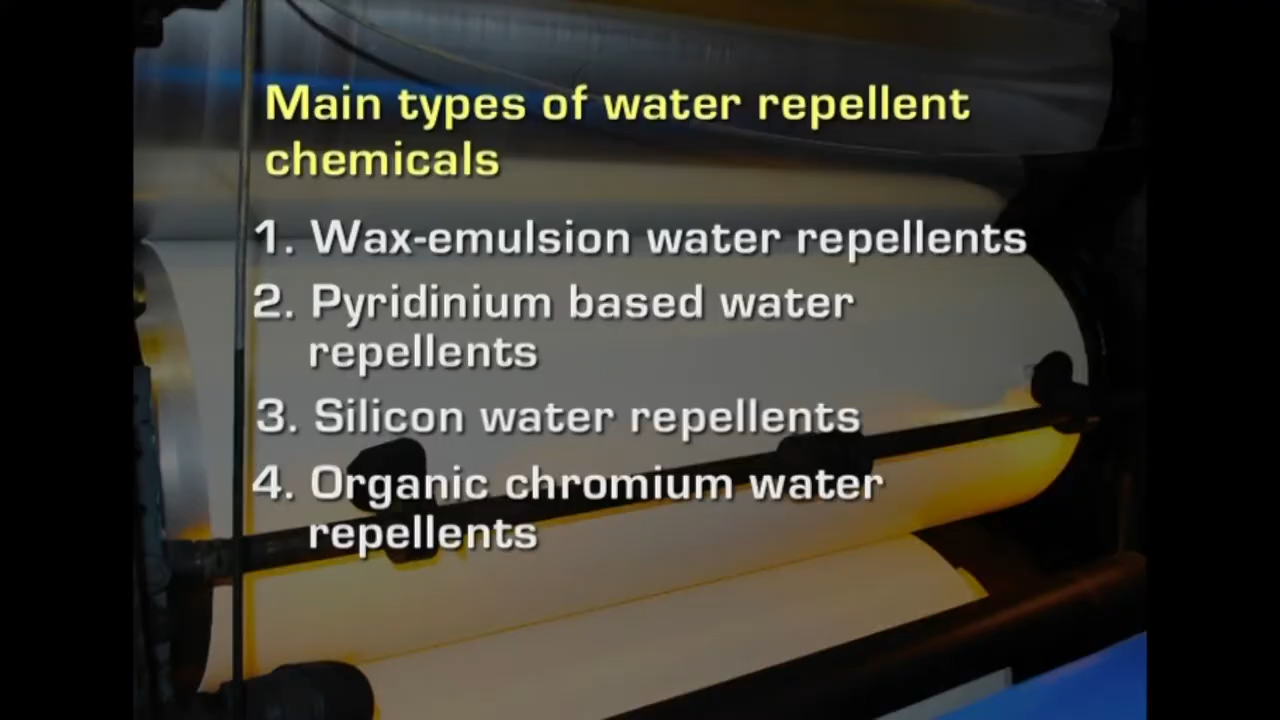 Main types of water repellent
chemicals
1. Wax-emulsion water repellents
2. Pyridinium based water
repellents
3. Silicon water repellents
4. Organic chromium water
repellents